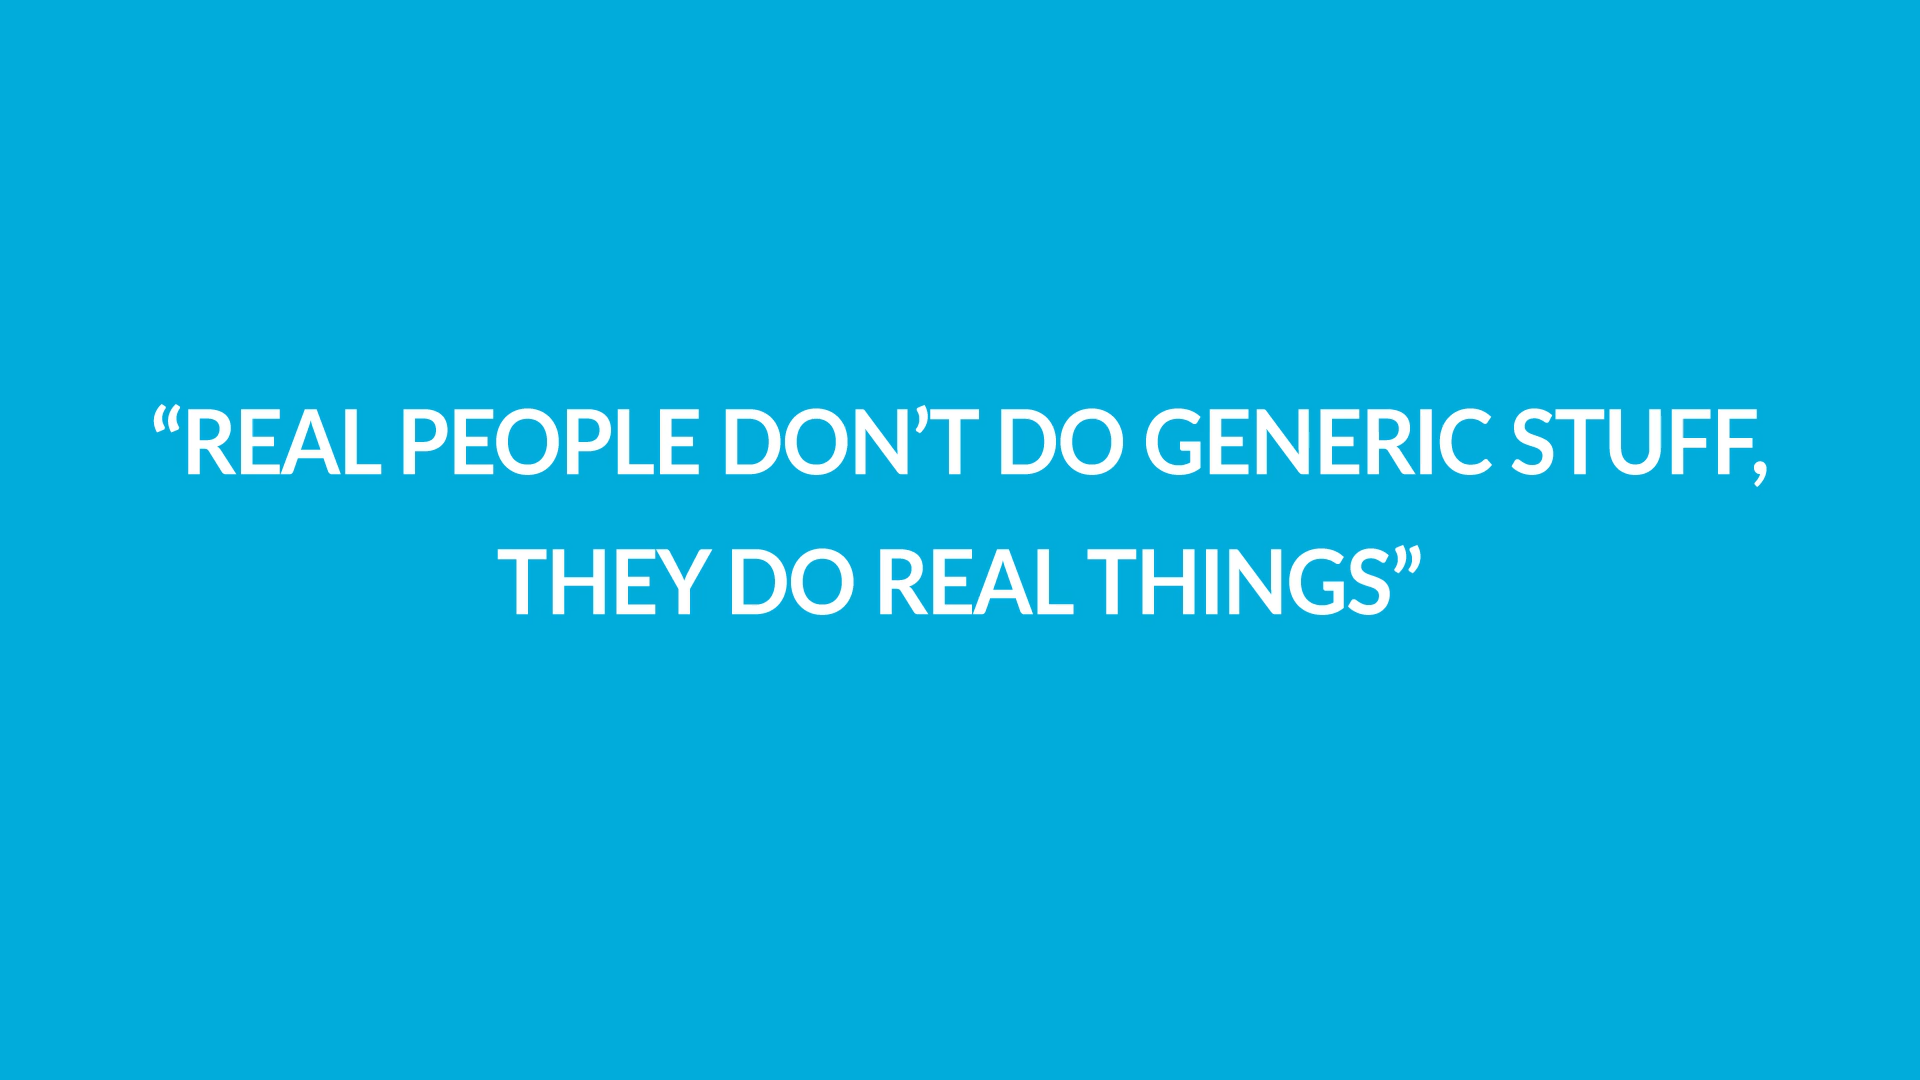 “REAL PEOPLE DON’T DO GENERIC STUFF,
THEY DO REAL THINGS”